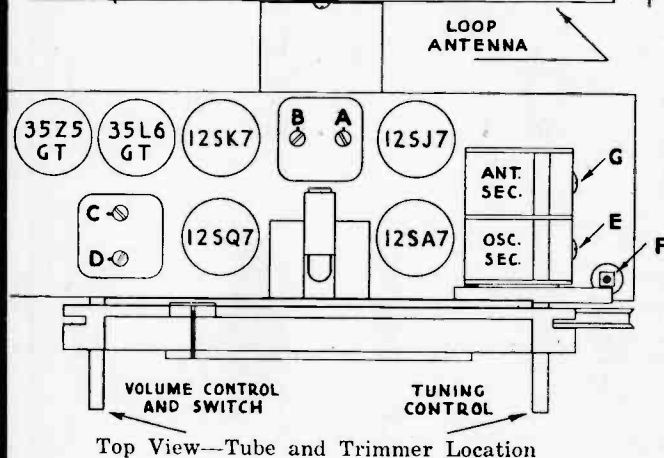 LOOP
ANTENNA
35Z5
GT
35L6
GT
12SK7
B A
12SJ7
ANT.
SEC.
G
C
D
12SQ7
12SA7
OSC.
SEC.
E
F
VOLUME CONTROL
AND SWITCH
TUNING
CONTROL
Top View—Tube and Trimmer Location